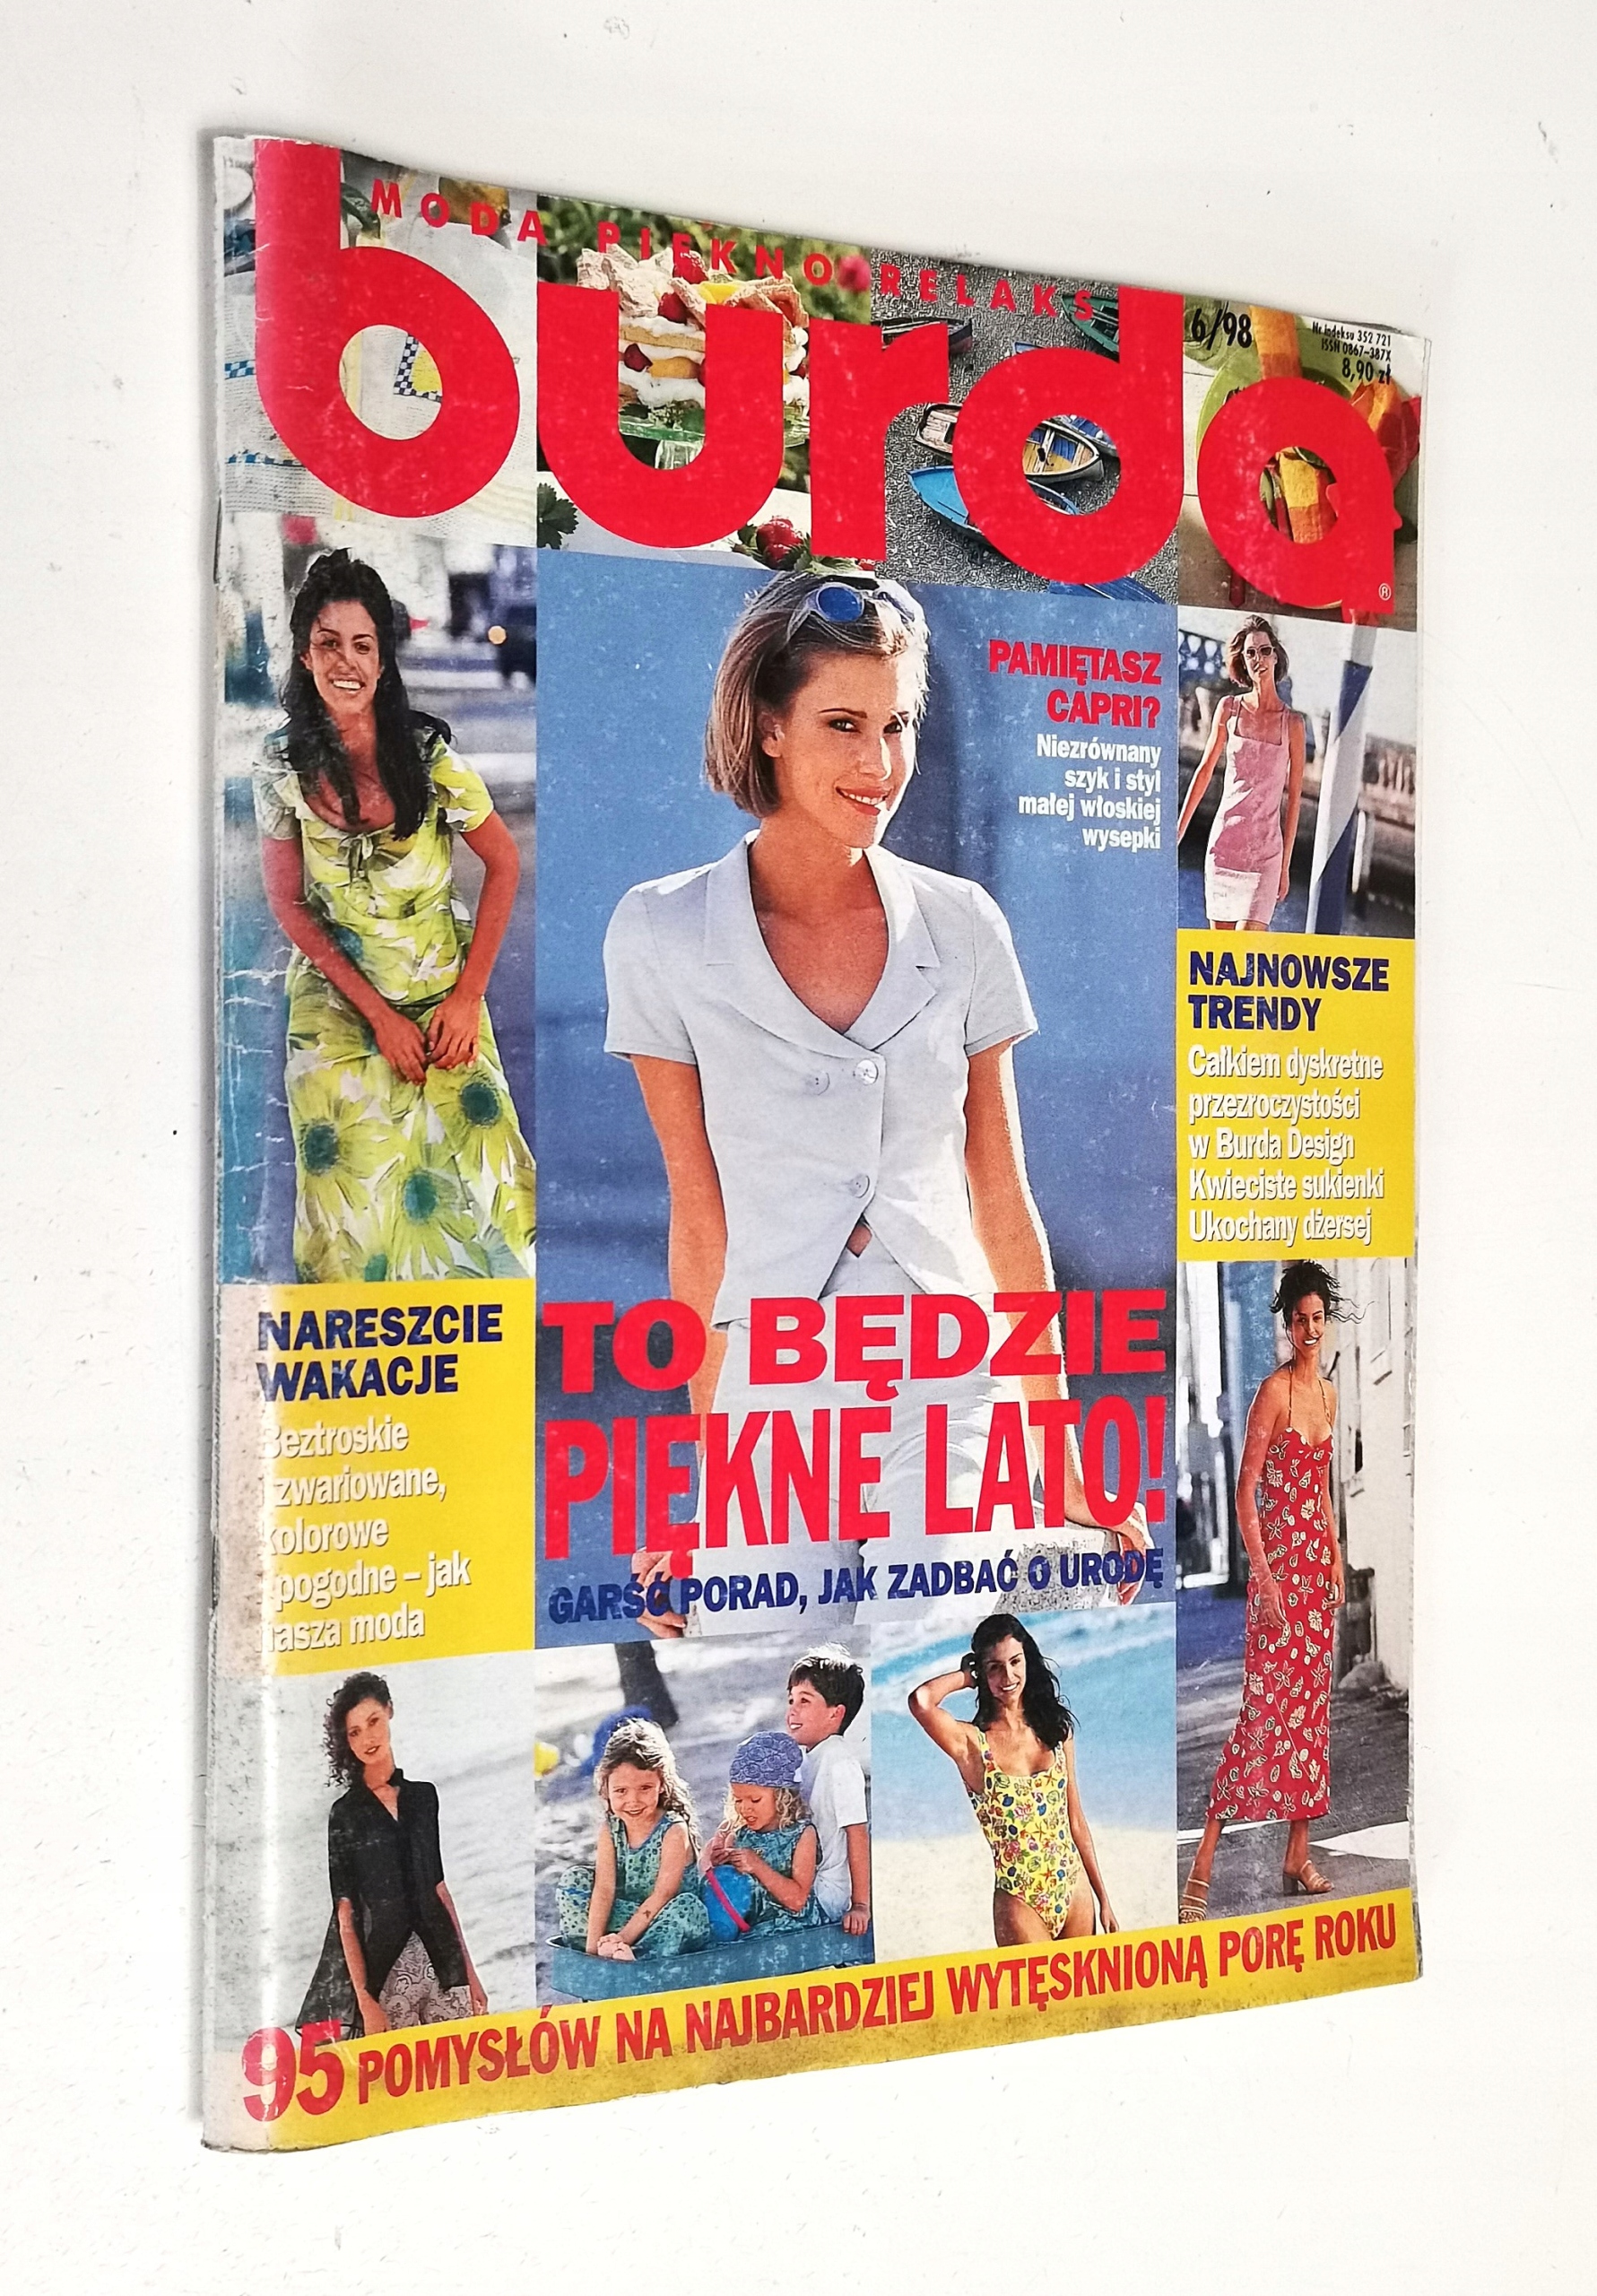 MODA PIĘKNO RELAKS
burda
®
6/98
Nr indeksu 352 721
ISSN 0867-387X
8,90 zł
PAMIĘTASZ
CAPRI?
Niezrównany
szyk i styl
małej włoskiej
wysepki
NAJNOWSZE
TRENDY
Całkiem dyskretne
przezroczystości
w Burda Design
Kwieciste sukienki
Ukochany dżersej
NARESZCIE
WAKACJE
Beztroskie
i zwariowane,
kolorowe
i pogodne – jak
nasza moda
TO BĘDZIE
PIĘKNE LATO!
GARŚĆ PORAD, JAK ZADBAĆ O URODĘ
95 POMYSŁÓW NA NAJBARDZIEJ WYTĘSKNIONĄ PORĘ ROKU